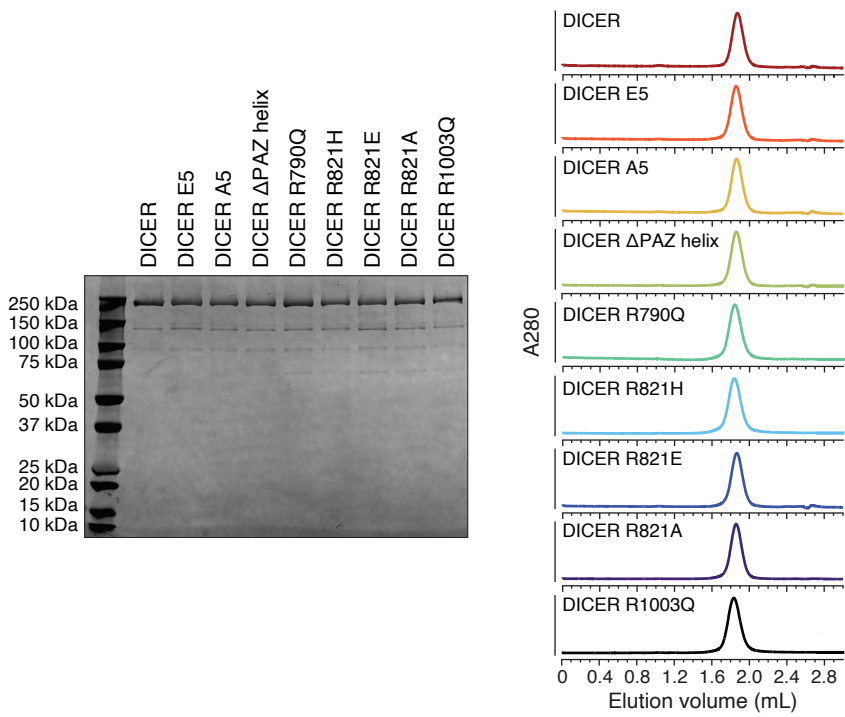 DICER
DICER E5
DICER A5
DICER ΔPAZ helix
DICER R790Q
DICER R821H
DICER R821E
DICER R821A
DICER R1003Q
250 kDa
150 kDa
100 kDa
75 kDa
50 kDa
37 kDa
25 kDa
20 kDa
15 kDa
10 kDa
A280
DICER
DICER E5
DICER A5
DICER ΔPAZ helix
DICER R790Q
DICER R821H
DICER R821E
DICER R821A
DICER R1003Q
0 0.4 0.8 1.2 1.6 2.0 2.4 2.8
Elution volume (mL)